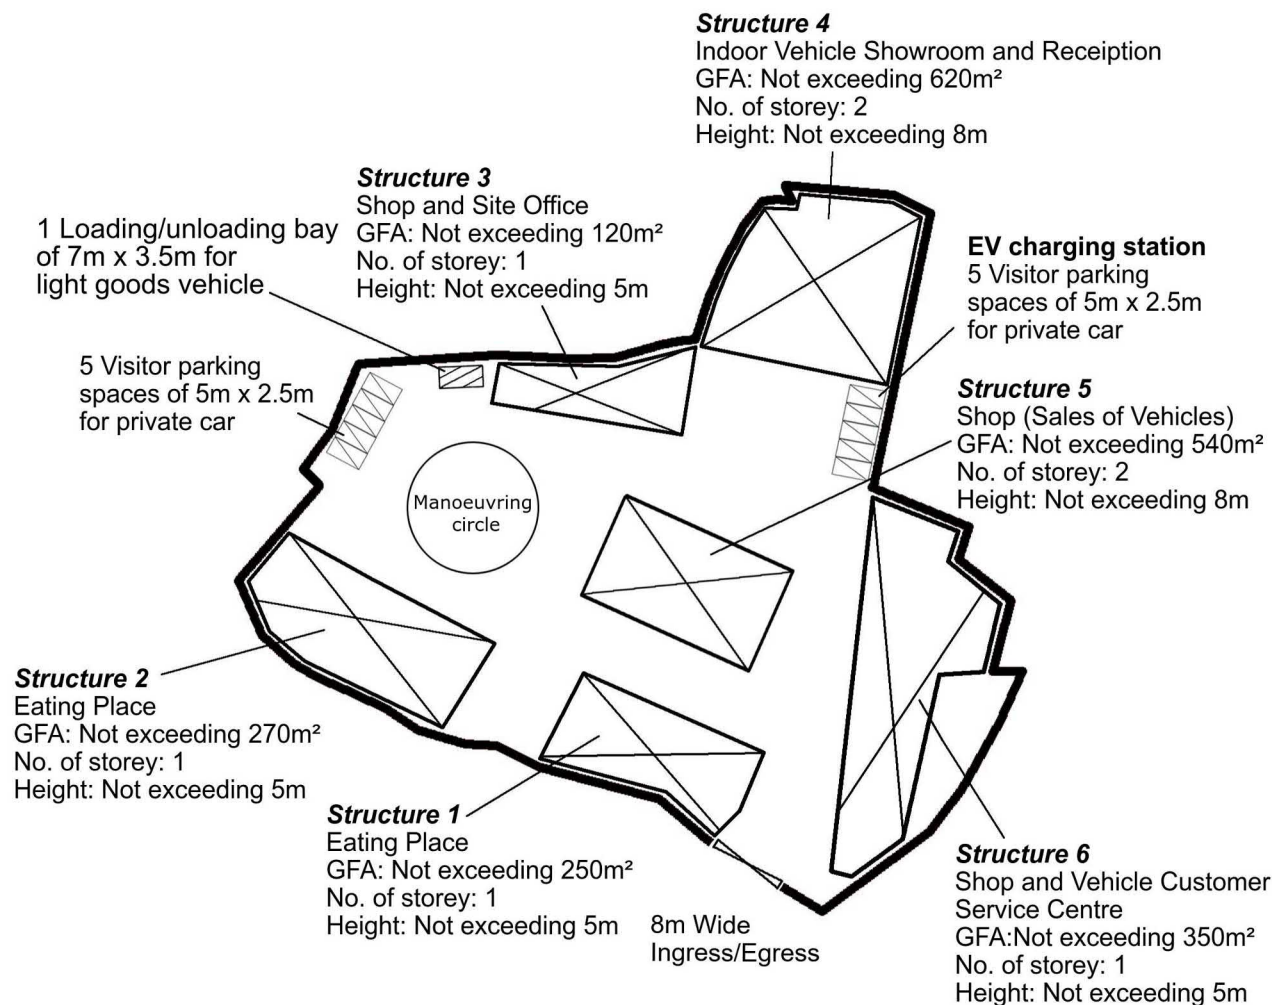 Structure 4
Indoor Vehicle Showroom and Receiption
GFA: Not exceeding 620m²
No. of storey: 2
Height: Not exceeding 8m
Structure 3
Shop and Site Office
GFA: Not exceeding 120m²
No. of storey: 1
Height: Not exceeding 5m
1 Loading/unloading bay
of 7m x 3.5m for
light goods vehicle
EV charging station
5 Visitor parking
spaces of 5m x 2.5m
for private car
5 Visitor parking
spaces of 5m x 2.5m
for private car
Structure 5
Shop (Sales of Vehicles)
GFA: Not exceeding 540m²
No. of storey: 2
Height: Not exceeding 8m
Manoeuvring
circle
Structure 2
Eating Place
GFA: Not exceeding 270m²
No. of storey: 1
Height: Not exceeding 5m
Structure 1
Eating Place
GFA: Not exceeding 250m²
No. of storey: 1
Height: Not exceeding 5m
8m Wide
Ingress/Egress
Structure 6
Shop and Vehicle Customer
Service Centre
GFA:Not exceeding 350m²
No. of storey: 1
Height: Not exceeding 5m